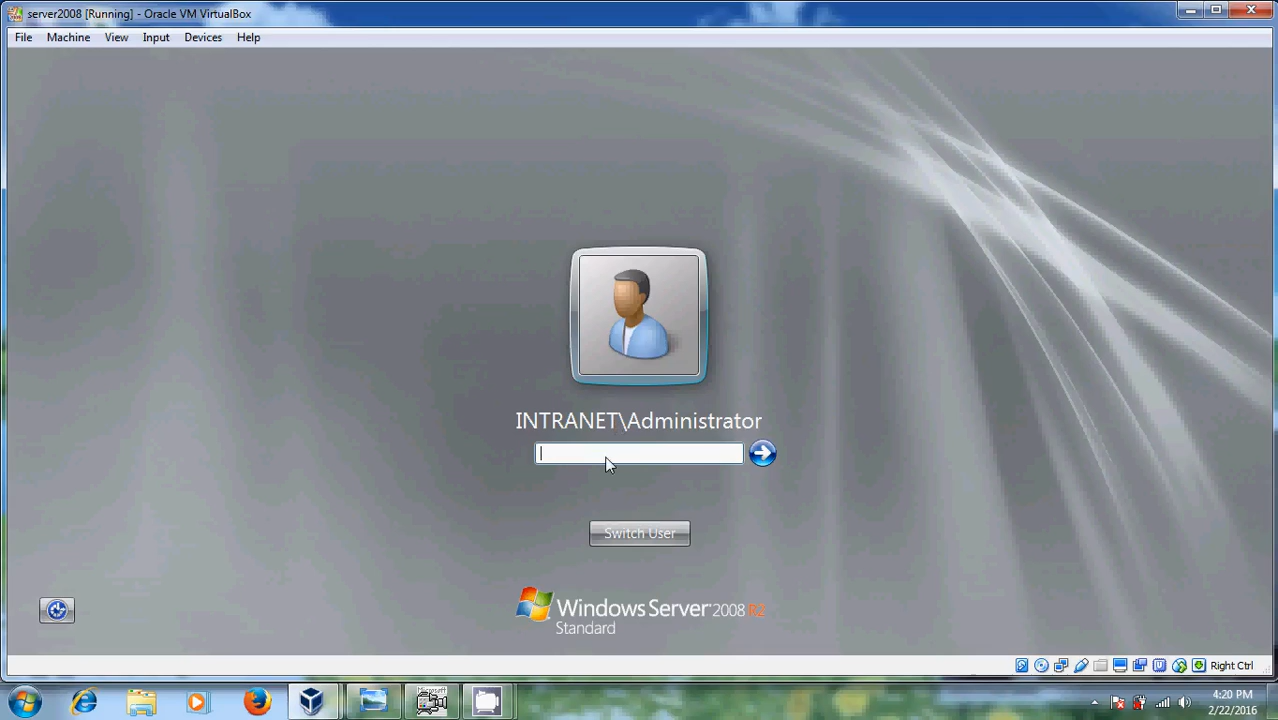 server2008 [Running] - Oracle VM VirtualBox
File Machine View Input Devices Help
INTRANET\Administrator
Switch User
Windows Server 2008 R2
Standard
Right Ctrl
4:20 PM
2/22/2016